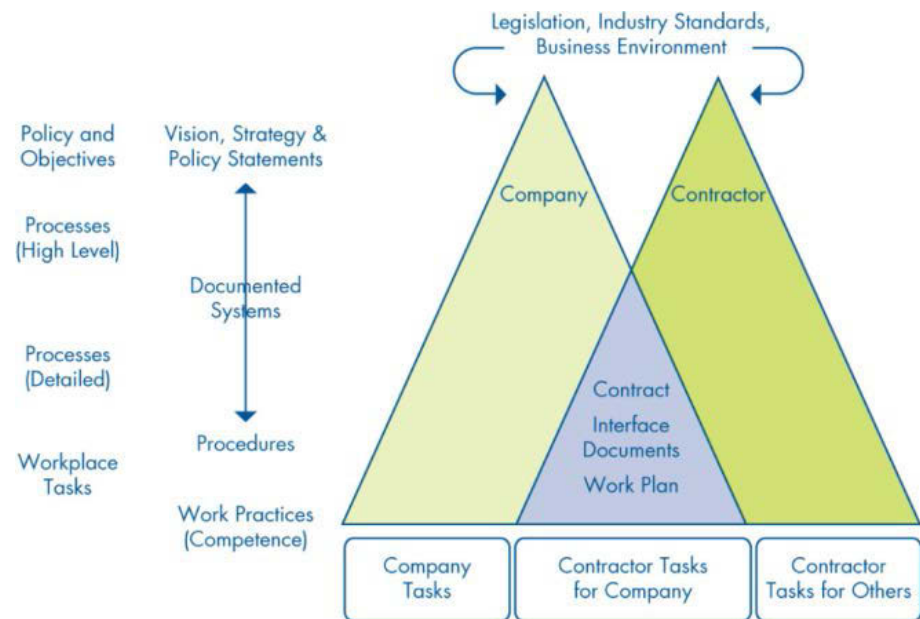 Legislation, Industry Standards,
Business Environment
Policy and
Objectives
Vision, Strategy &
Policy Statements
Company
Contractor
Processes
(High Level)
Documented
Systems
Processes
(Detailed)
Contract
Interface
Documents
Work Plan
Procedures
Workplace
Tasks
Work Practices
(Competence)
Company
Tasks
Contractor Tasks
for Company
Contractor
Tasks for Others